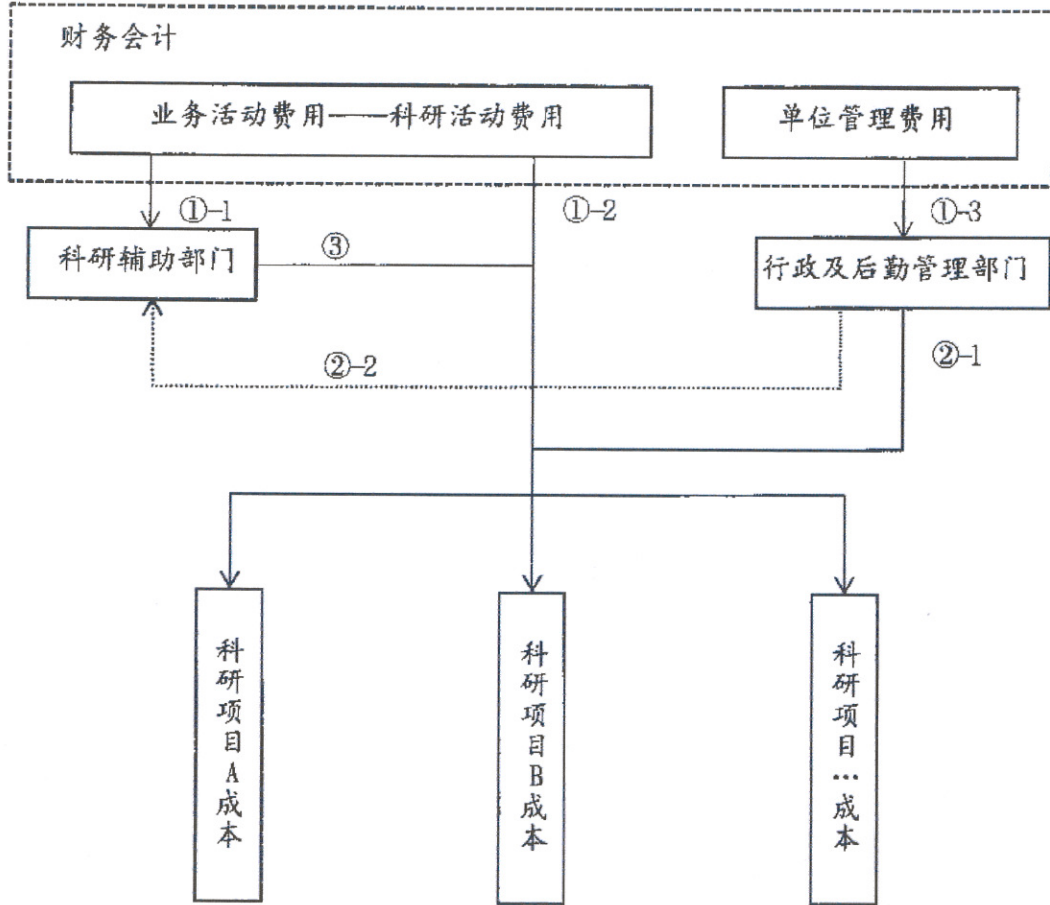 财务会计
业务活动费用——科研活动费用
单位管理费用
①-1
①-2
①-3
科研辅助部门
③
行政及后勤管理部门
②-2
②-1
科研项目A成本
科研项目B成本
科研项目…成本